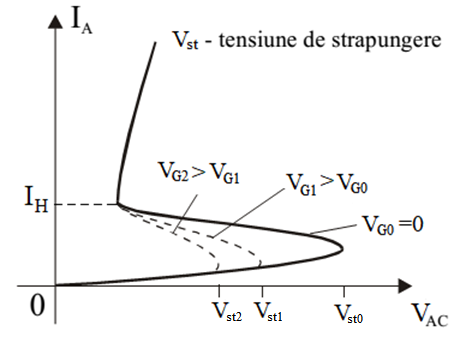 I_A
V_st - tensiune de strapungere
V_G2 > V_G1
V_G1 > V_G0
I_H
V_G0 =0
0
V_st2 V_st1 V_st0 V_AC